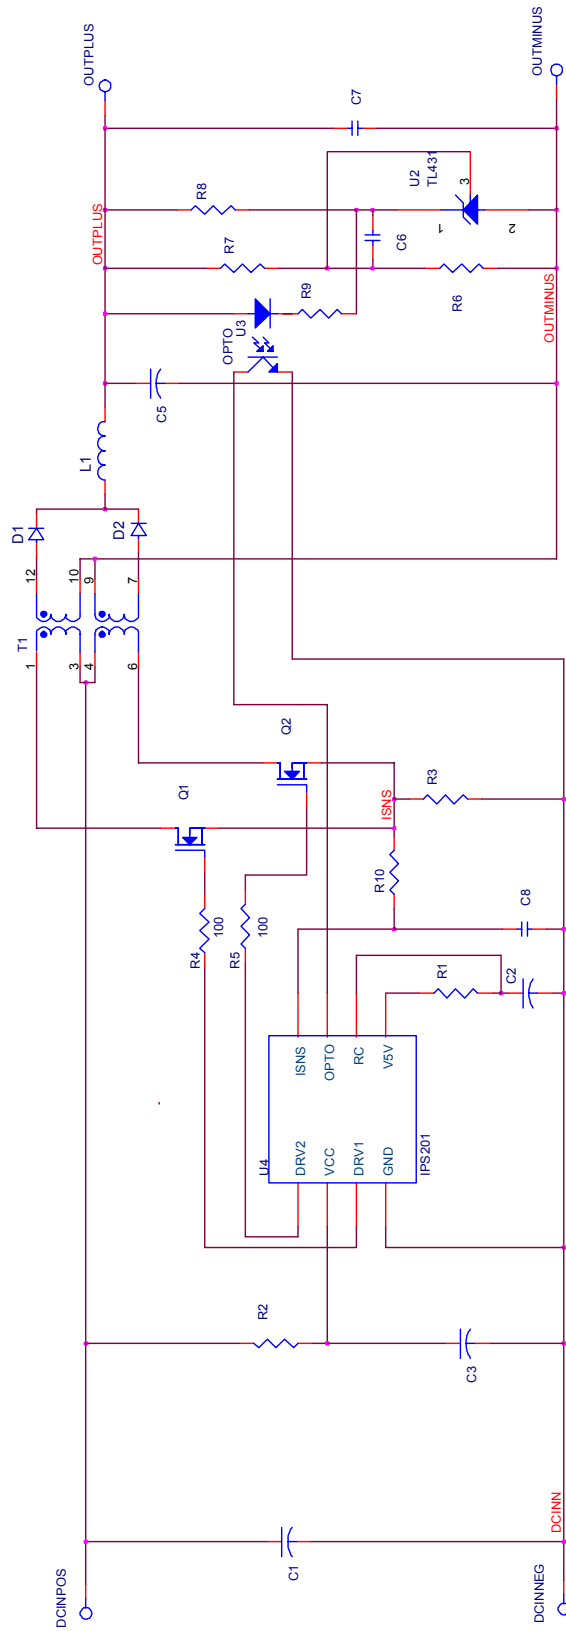 DCINPOS
DCINNEG
DCINN
C1
R2
C3
U4
DRV2
VCC
DRV1
GND
ISNS
OPTO
RC
V5V
IPS201
R4
100
R5
100
R1
C2
C8
R10
R3
ISNS
Q1
Q2
T1
1
3
4
6
12
10
9
7
D1
D2
L1
C5
OPTO
U3
R9
R7
R8
C6
R6
U2
TL431
1
2
3
C7
OUTPLUS
OUTMINUS
OUTPLUS
OUTMINUS